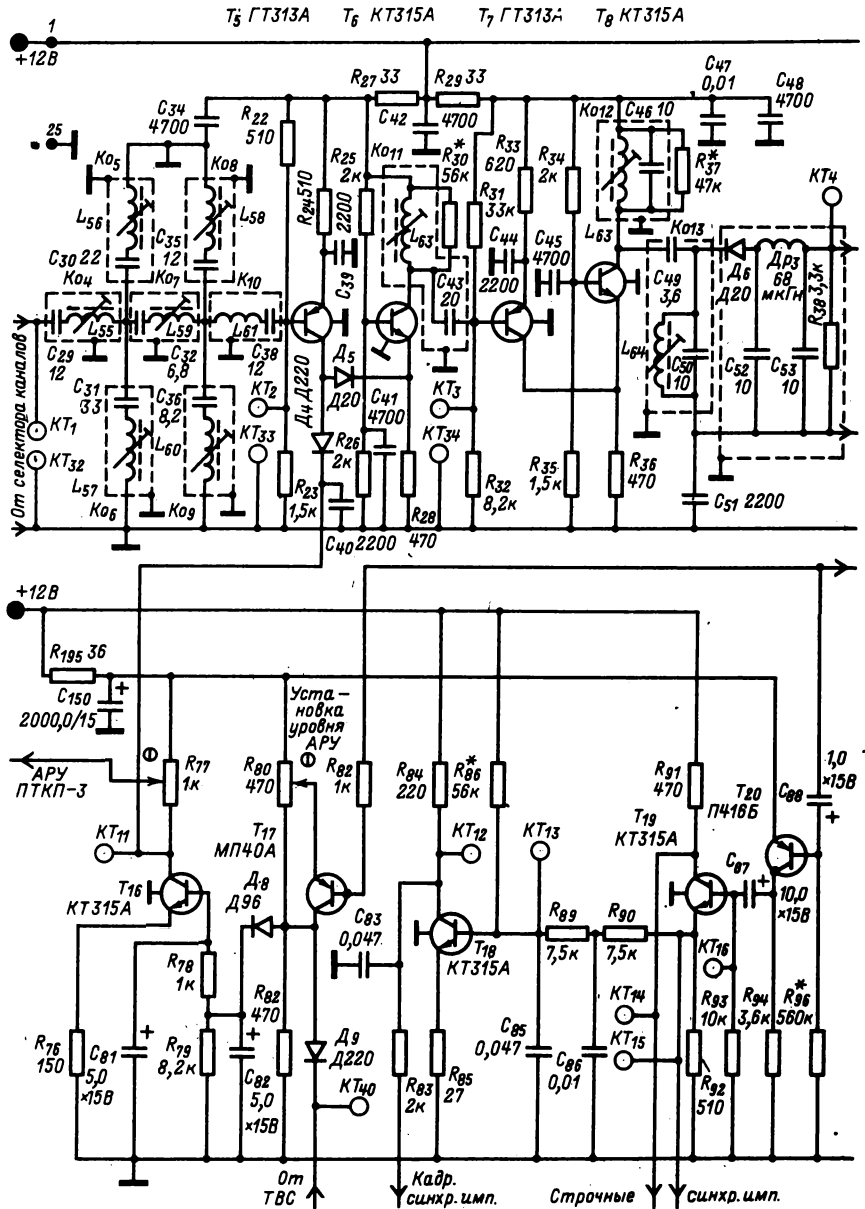 T5 ГТ313А T6 КТ315А T7 ГТ313А T8 КТ315А
1
+12В
R27 33
R29 33
C47
0,01
C48
4700
C34
4700
R22
510
C42
4700
R25
2к
Ko11
R30*
56к
R33
620
R34
2к
Ko12
C46 10
R37*
47к
25
Ko5
Ko8
R24 510
2200
C39
R31
33к
L56
L58
L63
C44
2200
C45
4700
L63
Ko13
КТ4
C30 22
C35
12
C43
20
C49
3,6
Д6
Д20
Др3
68
мкГн
R38 3,3к
Ko4
Ko7
K10
L55
L59
L61
C29
12
C32
6,8
C38
12
L64
C50
10
C52
10
C53
10
От селектора каналов
C31
33
C36
8,2
КТ2
Д4 Д220
Д5
Д20
C41
4700
КТ3
КТ1
КТ32
L57
L60
КТ33
КТ34
R26
2к
R23
1,5к
R28
470
R32
8,2к
R35
1,5к
R36
470
C51 2200
Ko6
Ko9
C40 2200
+12В
R195 36
C150
2000,0/15
Уста-
новка
уровня
АРУ
АРУ
ПТКП-3
R77
1к
R80
470
R82
1к
R84
220
R86*
56к
R91
470
1,0
×15В
C88
T20
П416Б
T19
КТ315А
КТ11
T17
МП40А
КТ12
КТ13
T16
КТ315А
Д8
Д96
C87
10,0
×15В
C83
0,047
T18
КТ315А
R89
7,5к
R90
7,5к
КТ16
R78
1к
R82
470
КТ14
R93
10к
R94
3,6к
R96*
560к
R76
150
C81
5,0
×15В
R79
8,2к
C82
5,0
×15В
Д9
Д220
КТ40
R83
2к
R85
27
C85
0,047
C86
0,01
КТ15
R92
510
От
ТВС
Кадр.
синхр. имп.
Строчные
синхр. имп.